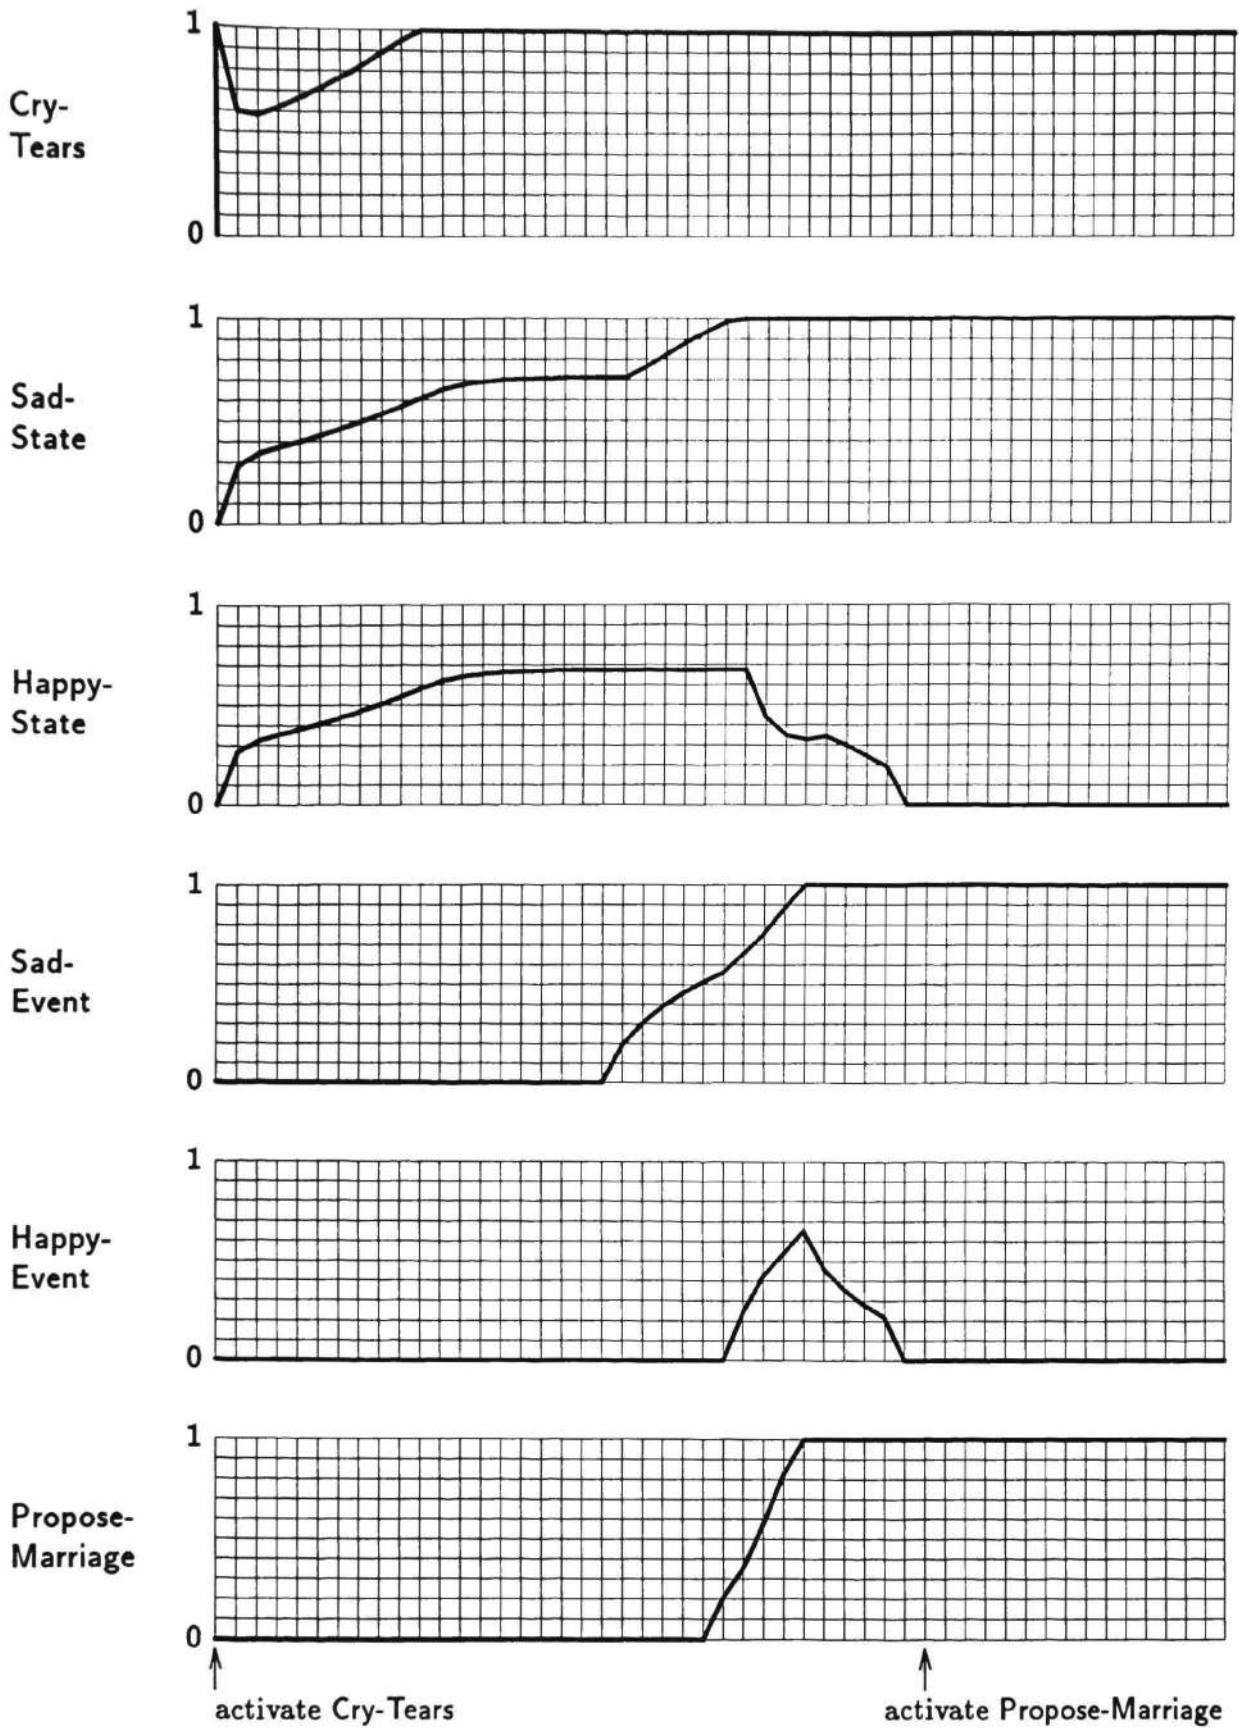 1
Cry-
Tears
0
1
Sad-
State
0
1
Happy-
State
0
1
Sad-
Event
0
1
Happy-
Event
0
1
Propose-
Marriage
0
activate Cry-Tears
activate Propose-Marriage